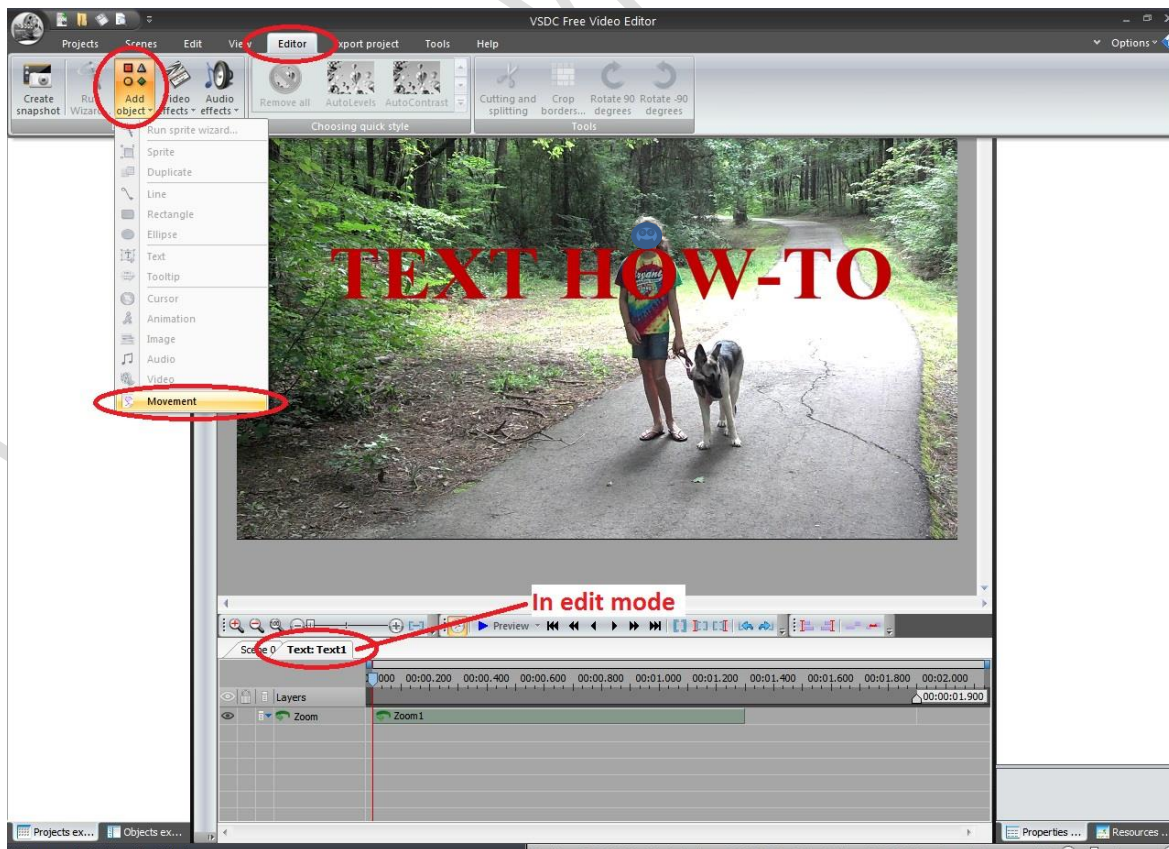 VSDC Free Video Editor
Projects Scenes Edit View Editor Export project Tools Help Options
Create snapshot
Run Wizard
Add object
Video effects
Audio effects
Remove all AutoLevels AutoContrast
Cutting and splitting
Crop borders...
Rotate 90 degrees
Rotate -90 degrees
Choosing quick style Tools
Run sprite wizard...
Sprite
Duplicate
Line
Rectangle
Ellipse
Text
Tooltip
Cursor
Animation
Image
Audio
Video
Movement
TEXT HOW-TO
In edit mode
Preview
Scene 0 Text: Text1
000 00:00.200 00:00.400 00:00.600 00:00.800 00:01.000 00:01.200 00:01.400 00:01.600 00:01.800 00:02.000
Layers 00:00:01.900
Zoom Zoom1
Projects ex... Objects ex... Properties ... Resources ...